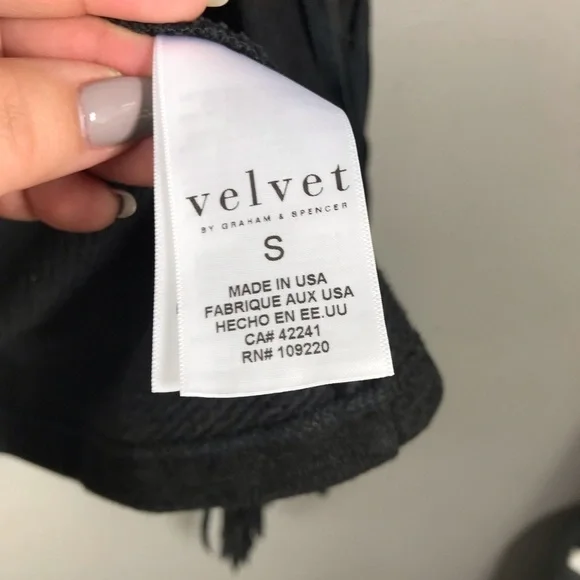 velvet
BY GRAHAM & SPENCER
S
MADE IN USA
FABRIQUE AUX USA
HECHO EN EE.UU
CA# 42241
RN# 109220